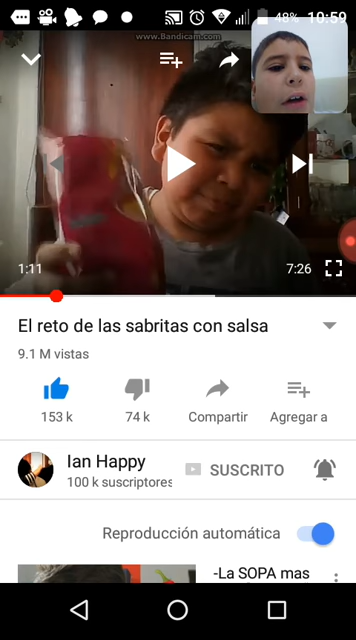 48% 10:59
www.Bandicam.com
1:11
7:26
El reto de las sabritas con salsa
9.1 M vistas
153 k
74 k
Compartir
Agregar a
Ian Happy
100 k suscriptores
SUSCRITO
Reproducción automática
-La SOPA mas